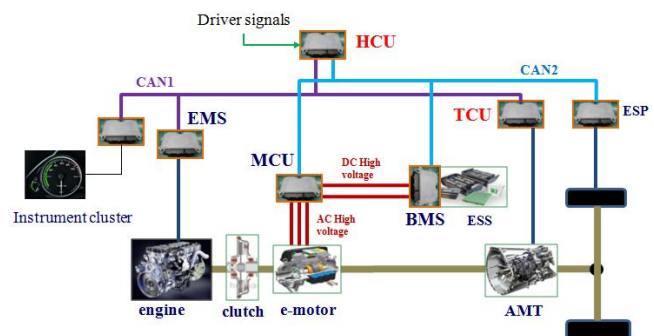 Driver signals
HCU
CAN1
CAN2
EMS
TCU
ESP
MCU
DC High
voltage
BMS
ESS
Instrument cluster
AC High
voltage
engine
clutch
e-motor
AMT